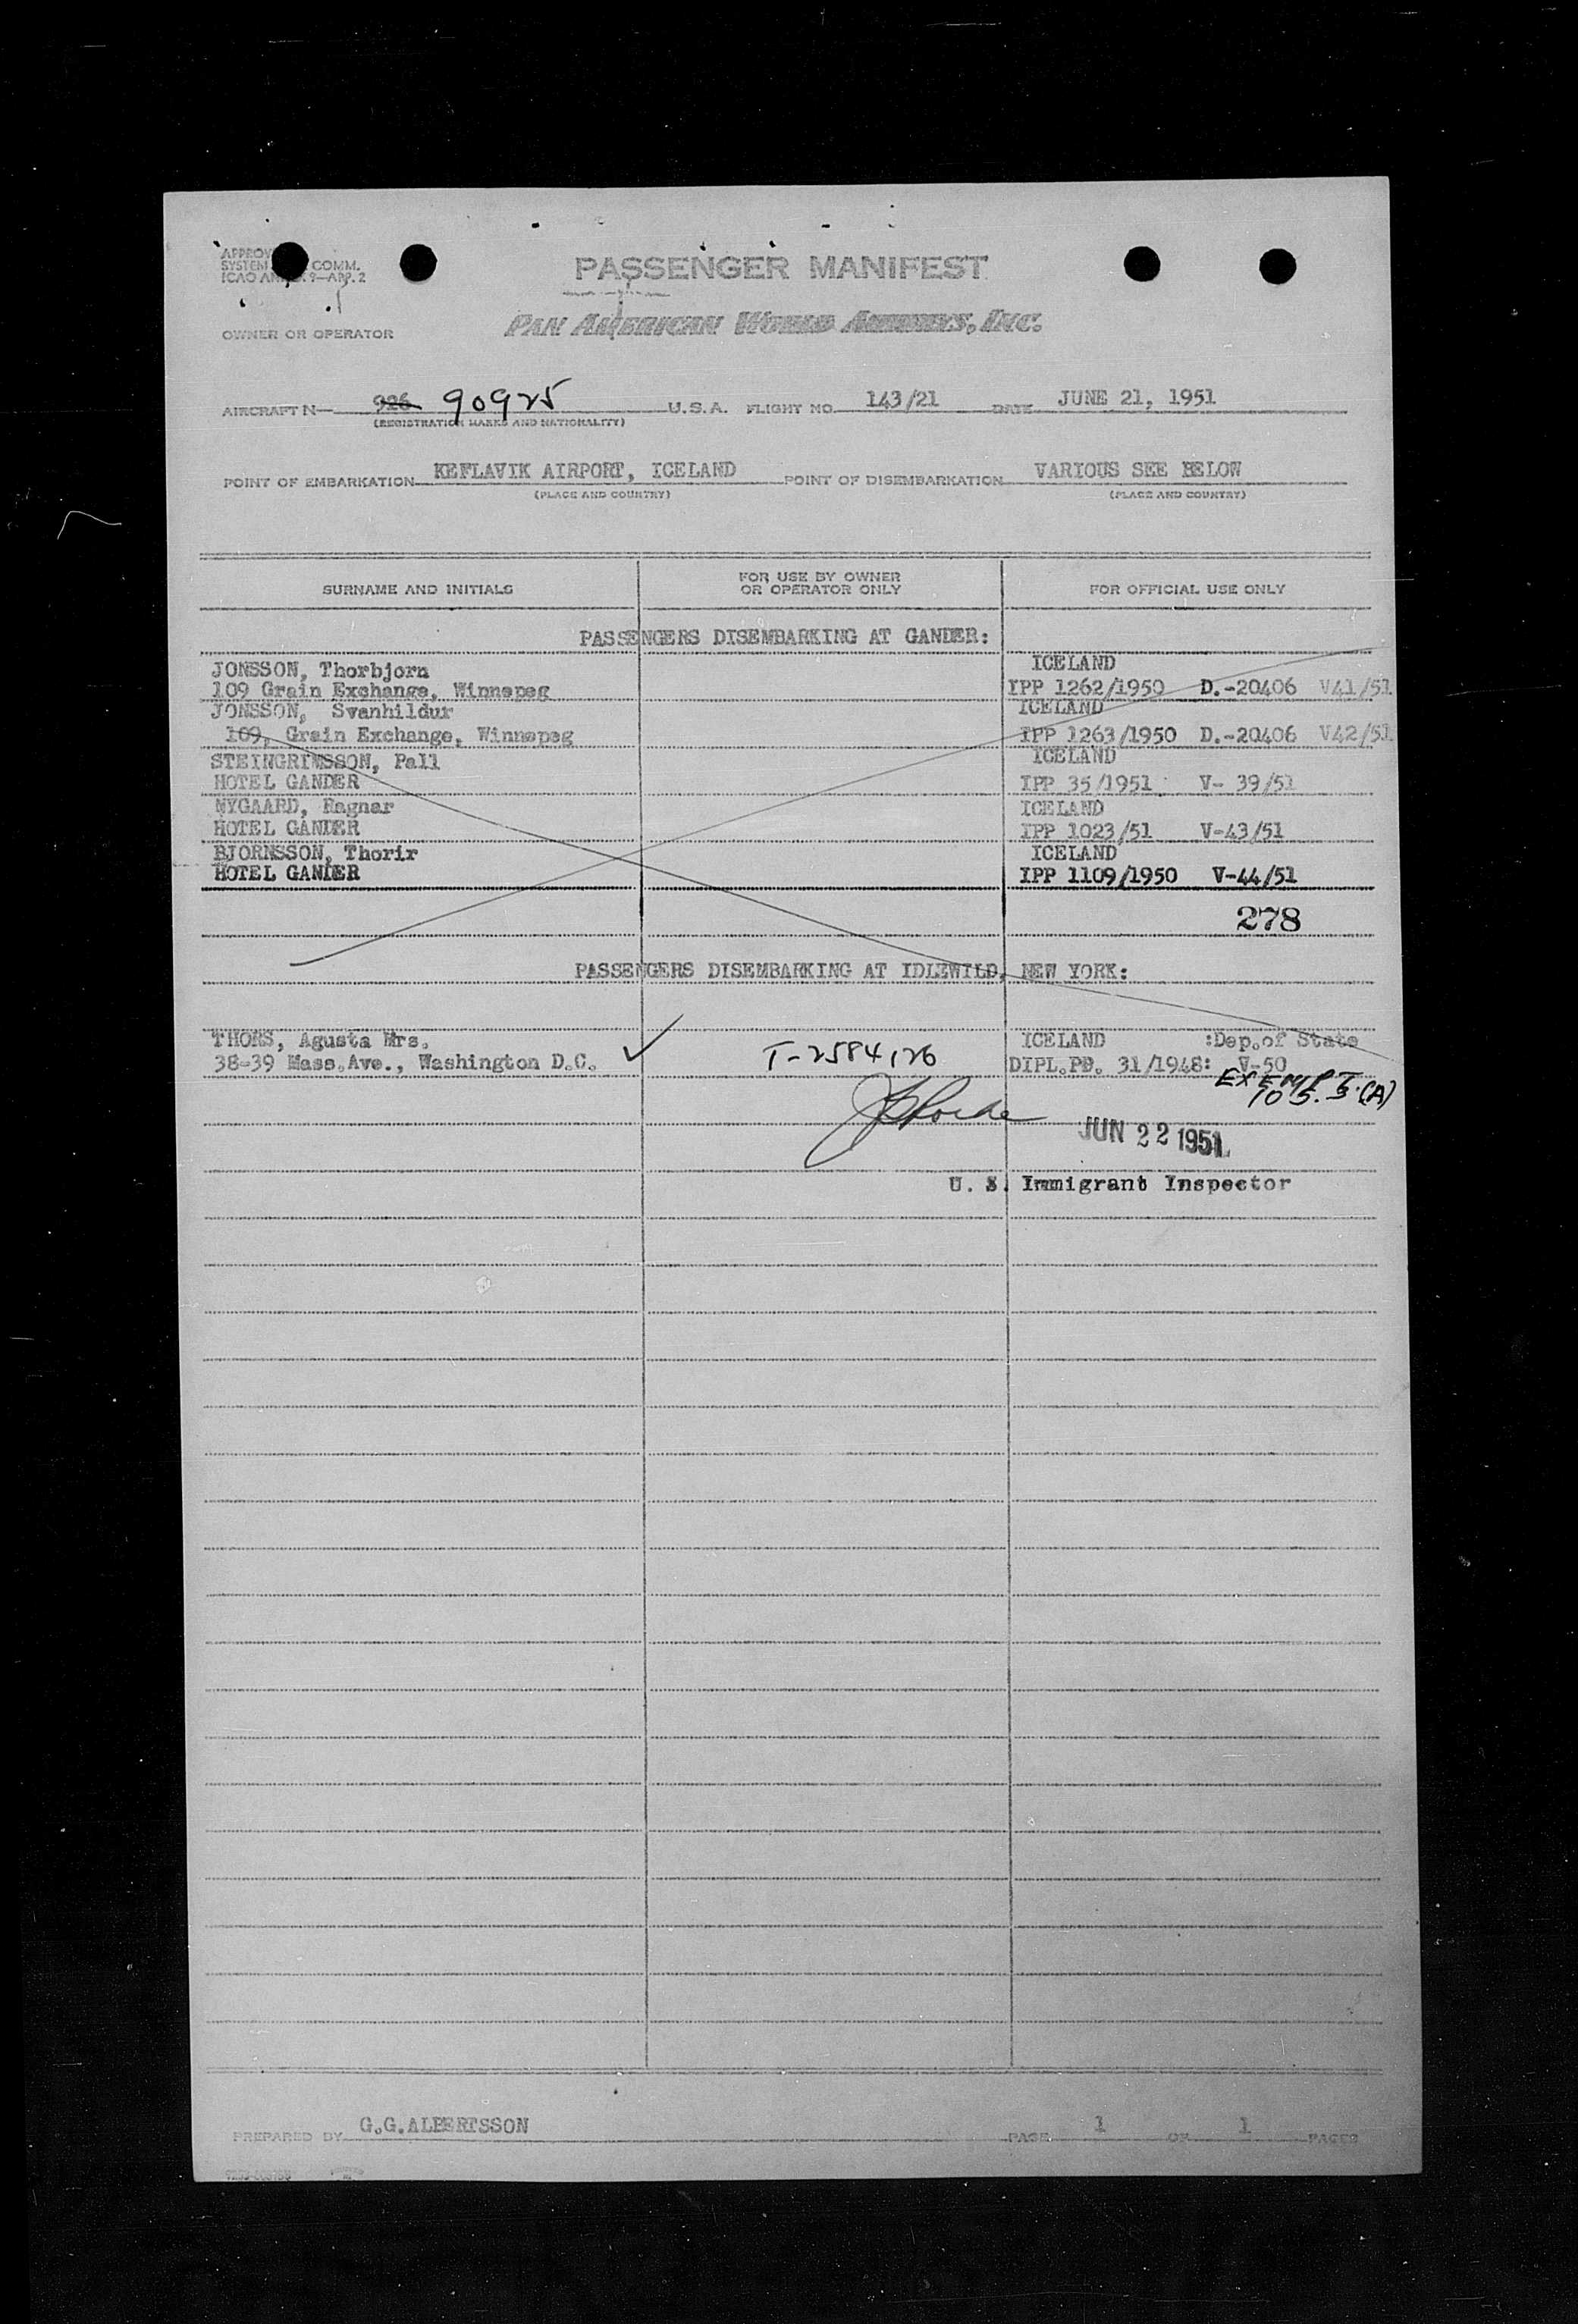 SYSTEM COMM.
ICAO
PASSENGER MANIFEST
OWNER OR OPERATOR PAN AMERICAN WORLD AIRWAYS, INC.
AIRCRAFT N— 926 90925 U.S.A. FLIGHT NO. 143/21 DATE JUNE 21, 1951
(REGISTRATION MARKS AND NATIONALITY)
POINT OF EMBARKATION KEFLAVIK AIRPORT, ICELAND POINT OF DISEMBARKATION VARIOUS SEE BELOW
(PLACE AND COUNTRY) (PLACE AND COUNTRY)
SURNAME AND INITIALS FOR USE BY OWNER OR OPERATOR ONLY FOR OFFICIAL USE ONLY
PASSENGERS DISEMBARKING AT GANDER:
JONSSON, Thorbjorn ICELAND
109 Grain Exchange, Winnepeg IPP 1262/1950 D.-20406 V41/51
JONSSON, Svanhildur ICELAND
109, Grain Exchange, Winnepeg IPP 1263/1950 D.-20406 V42/51
STEINGRIMSSON, Pall ICELAND
HOTEL GANDER IPP 35/1951 V- 39/51
NYGAARD, Ragnar ICELAND
HOTEL GANDER IPP 1023/51 V-43/51
BJORNSSON, Thorir ICELAND
HOTEL GANDER IPP 1109/1950 V-44/51
278
PASSENGERS DISEMBARKING AT IDLEWILD, NEW YORK:
THORS, Agusta Mrs. ICELAND :Dep.of State
38-39 Mass.Ave., Washington D.C. T-2584126 DIPL.PP. 31/1948: V-50
EXEMPT
105.3(A)
JUN 22 1951
U. S. Immigrant Inspector
PREPARED BY G.G.ALBERTSSON PAGE 1 OF 1 PAGES